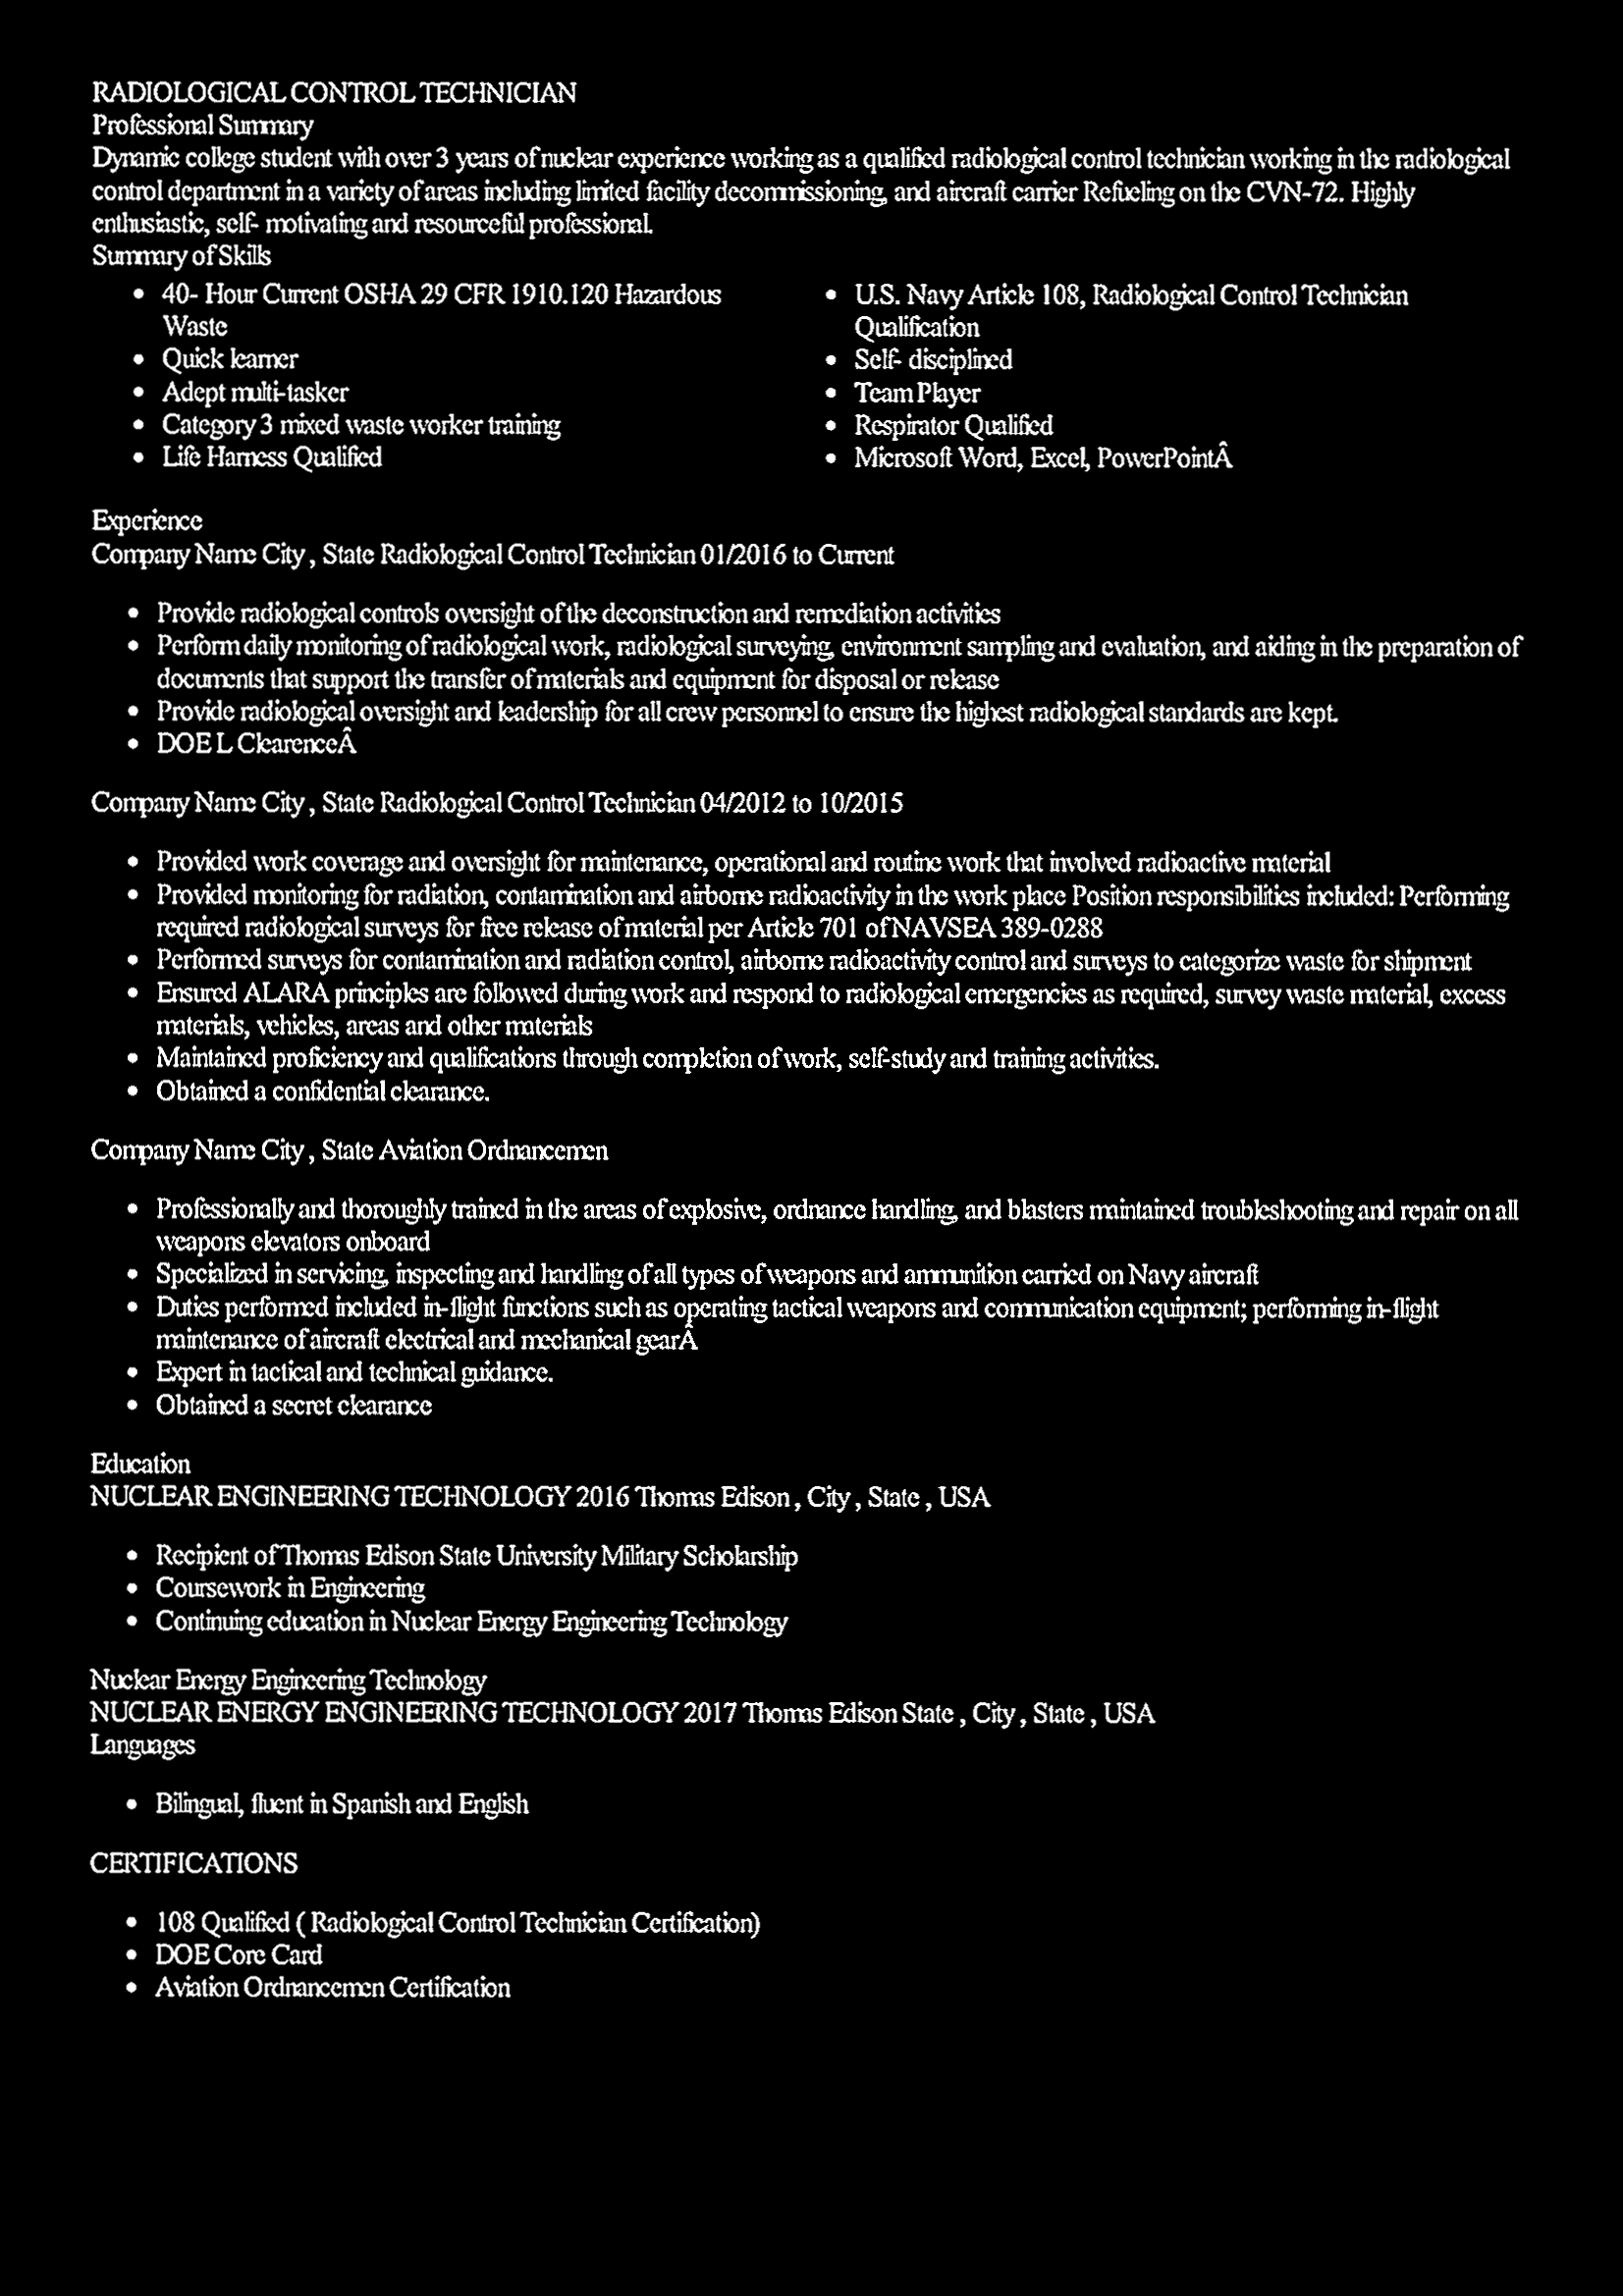 RADIOLOGICAL CONTROL TECHNICIAN
Professional Summary
Dynamic college student with over 3 years of nuclear experience working as a qualified radiological control technician working in the radiological
control department in a variety of areas including limited facility decommissioning, and aircraft carrier Refueling on the CVN-72. Highly
enthusiastic, self- motivating and resourceful professional.
Summary of Skills
• 40- Hour Current OSHA 29 CFR 1910.120 Hazardous
Waste
• Quick learner
• Adept multi-tasker
• Category 3 mixed waste worker training
• Life Harness Qualified
• U.S. Navy Article 108, Radiological Control Technician
Qualification
• Self- disciplined
• Team Player
• Respirator Qualified
• Microsoft Word, Excel, PowerPointÂ
Experience
Company Name City , State Radiological Control Technician 01/2016 to Current
• Provide radiological controls oversight of the deconstruction and remediation activities
• Perform daily monitoring of radiological work, radiological surveying, environment sampling and evaluation, and aiding in the preparation of
documents that support the transfer of materials and equipment for disposal or release
• Provide radiological oversight and leadership for all crew personnel to ensure the highest radiological standards are kept.
• DOE L ClearenceÂ
Company Name City , State Radiological Control Technician 04/2012 to 10/2015
• Provided work coverage and oversight for maintenance, operational and routine work that involved radioactive material
• Provided monitoring for radiation, contamination and airborne radioactivity in the work place Position responsibilities included: Performing
required radiological surveys for free release of material per Article 701 of NAVSEA 389-0288
• Performed surveys for contamination and radiation control, airborne radioactivity control and surveys to categorize waste for shipment
• Ensured ALARA principles are followed during work and respond to radiological emergencies as required, survey waste material, excess
materials, vehicles, areas and other materials
• Maintained proficiency and qualifications through completion of work, self-study and training activities.
• Obtained a confidential clearance.
Company Name City , State Aviation Ordnancemen
• Professionally and thoroughly trained in the areas of explosive, ordnance handling, and blasters maintained troubleshooting and repair on all
weapons elevators onboard
• Specialized in servicing, inspecting and handling of all types of weapons and ammunition carried on Navy aircraft
• Duties performed included in-flight functions such as operating tactical weapons and communication equipment; performing in-flight
maintenance of aircraft electrical and mechanical gearÂ
• Expert in tactical and technical guidance.
• Obtained a secret clearance
Education
NUCLEAR ENGINEERING TECHNOLOGY 2016 Thomas Edison , City , State , USA
• Recipient of Thomas Edison State University Military Scholarship
• Coursework in Engineering
• Continuing education in Nuclear Energy Engineering Technology
Nuclear Energy Engineering Technology
NUCLEAR ENERGY ENGINEERING TECHNOLOGY 2017 Thomas Edison State , City , State , USA
Languages
• Bilingual, fluent in Spanish and English
CERTIFICATIONS
• 108 Qualified ( Radiological Control Technician Certification)
• DOE Core Card
• Aviation Ordnancemen Certification